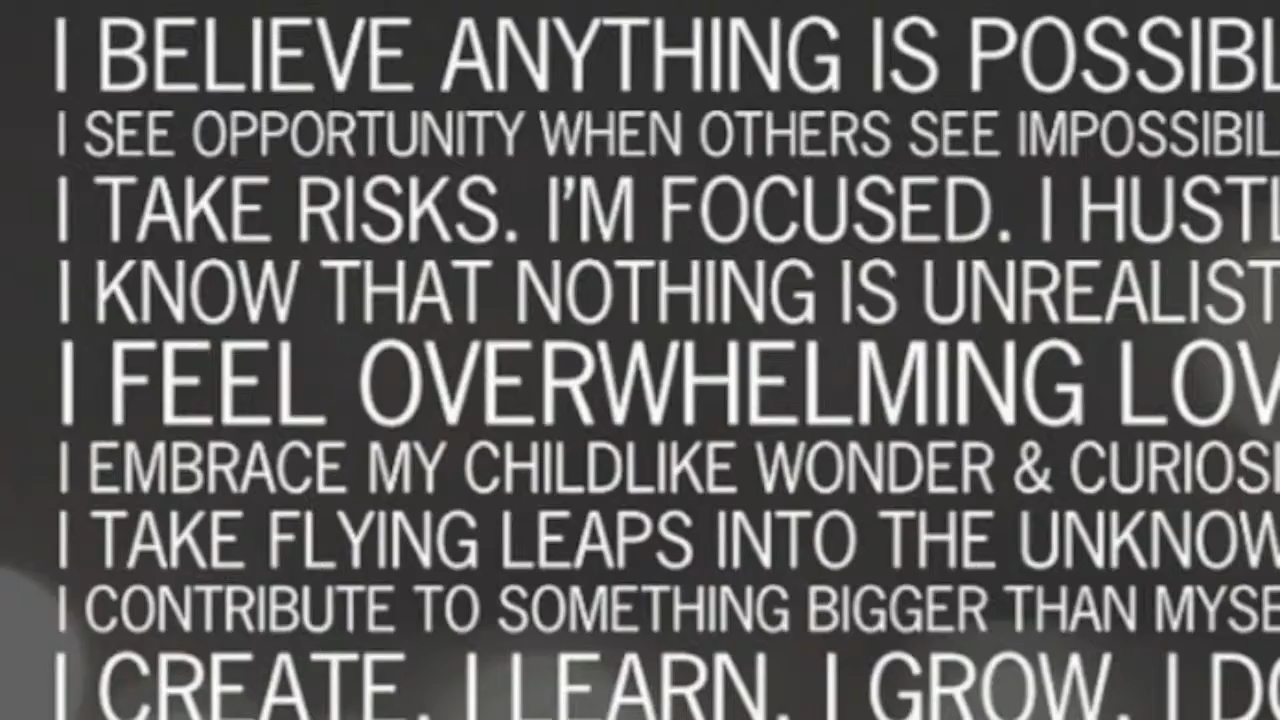 I BELIEVE ANYTHING IS POSSIBL
I SEE OPPORTUNITY WHEN OTHERS SEE IMPOSSIBIL
I TAKE RISKS. I'M FOCUSED. I HUSTL
I KNOW THAT NOTHING IS UNREALIST
I FEEL OVERWHELMING LOV
I EMBRACE MY CHILDLIKE WONDER & CURIOSI
I TAKE FLYING LEAPS INTO THE UNKNOW
I CONTRIBUTE TO SOMETHING BIGGER THAN MYSE
I CREATE. I LEARN. I GROW. I DO